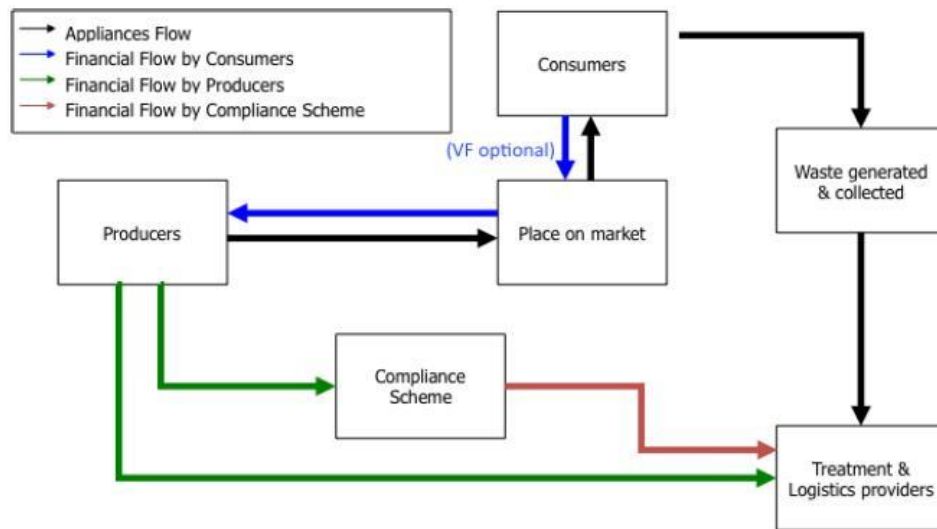 Appliances Flow
Financial Flow by Consumers
Financial Flow by Producers
Financial Flow by Compliance Scheme
Consumers
(VF optional)
Waste generated
& collected
Producers
Place on market
Compliance
Scheme
Treatment &
Logistics providers